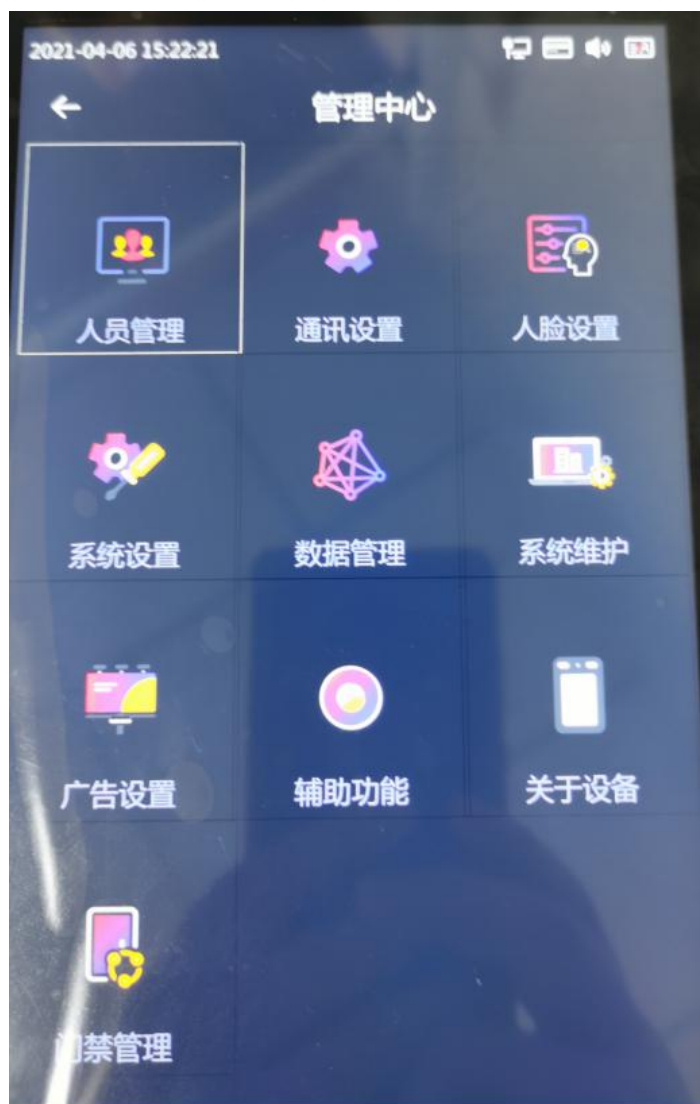 2021-04-06 15:22:21
管理中心
人员管理 通讯设置 人脸设置
系统设置 数据管理 系统维护
广告设置 辅助功能 关于设备
门禁管理